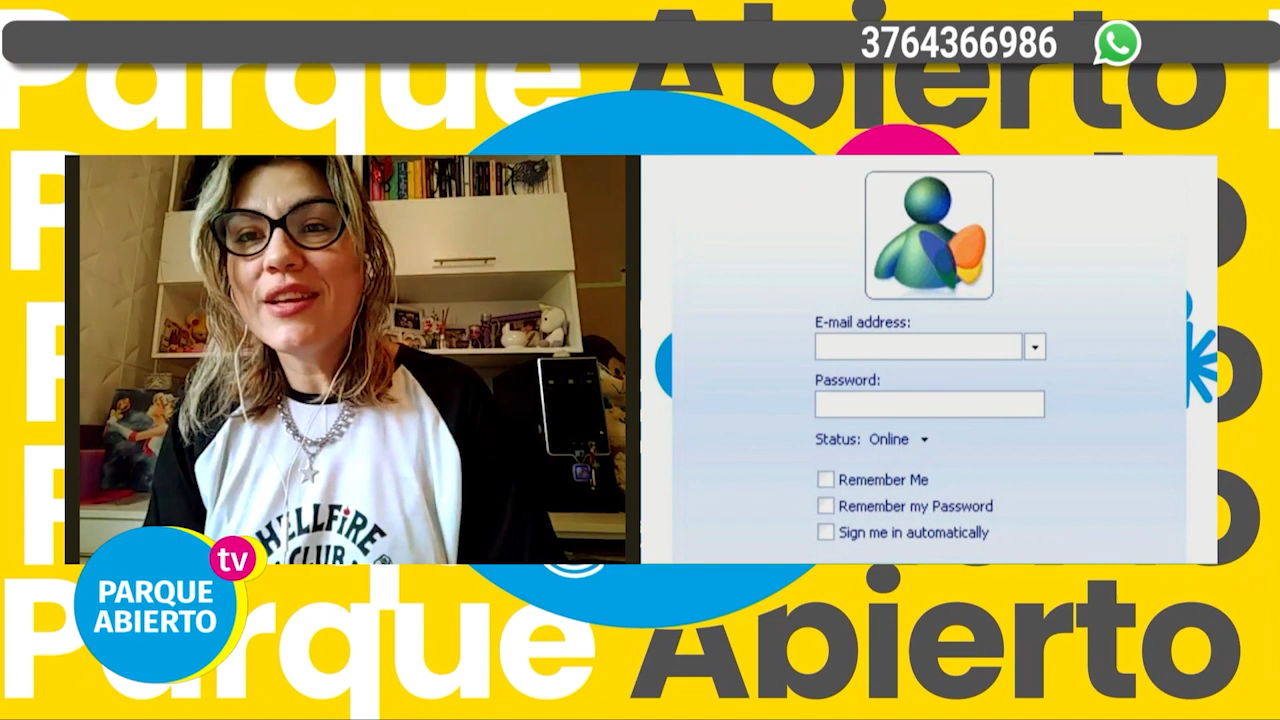 3764366986
Parque Abierto
E-mail address:
Password:
Status: Online
Remember Me
Remember my Password
Sign me in automatically
HELLFIRE
CLUB
tv
PARQUE
ABIERTO
Parque Abierto